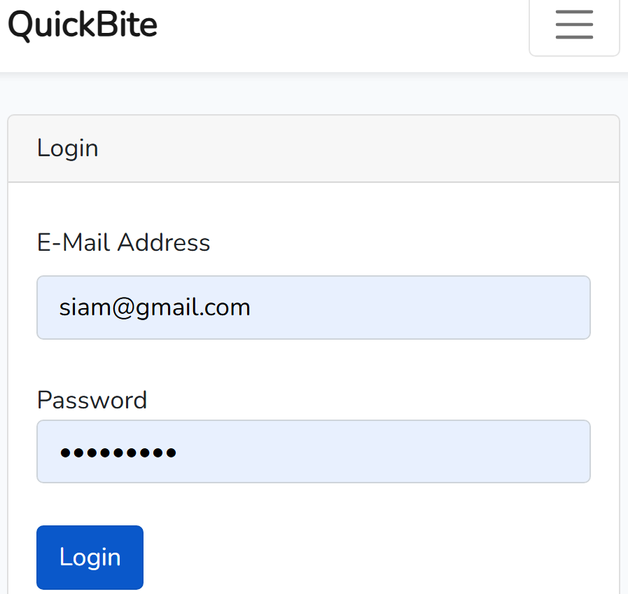 QuickBite
Login
E-Mail Address
siam@gmail.com
Password
•••••••••
Login